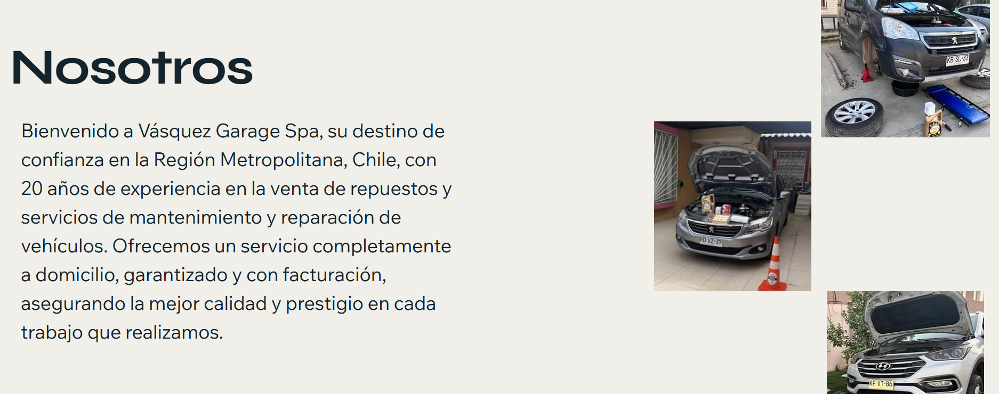 Nosotros
Bienvenido a Vásquez Garage Spa, su destino de
confianza en la Región Metropolitana, Chile, con
20 años de experiencia en la venta de repuestos y
servicios de mantenimiento y reparación de
vehículos. Ofrecemos un servicio completamente
a domicilio, garantizado y con facturación,
asegurando la mejor calidad y prestigio en cada
trabajo que realizamos.
KB SL·33
PD VZ·37
KF VT·86